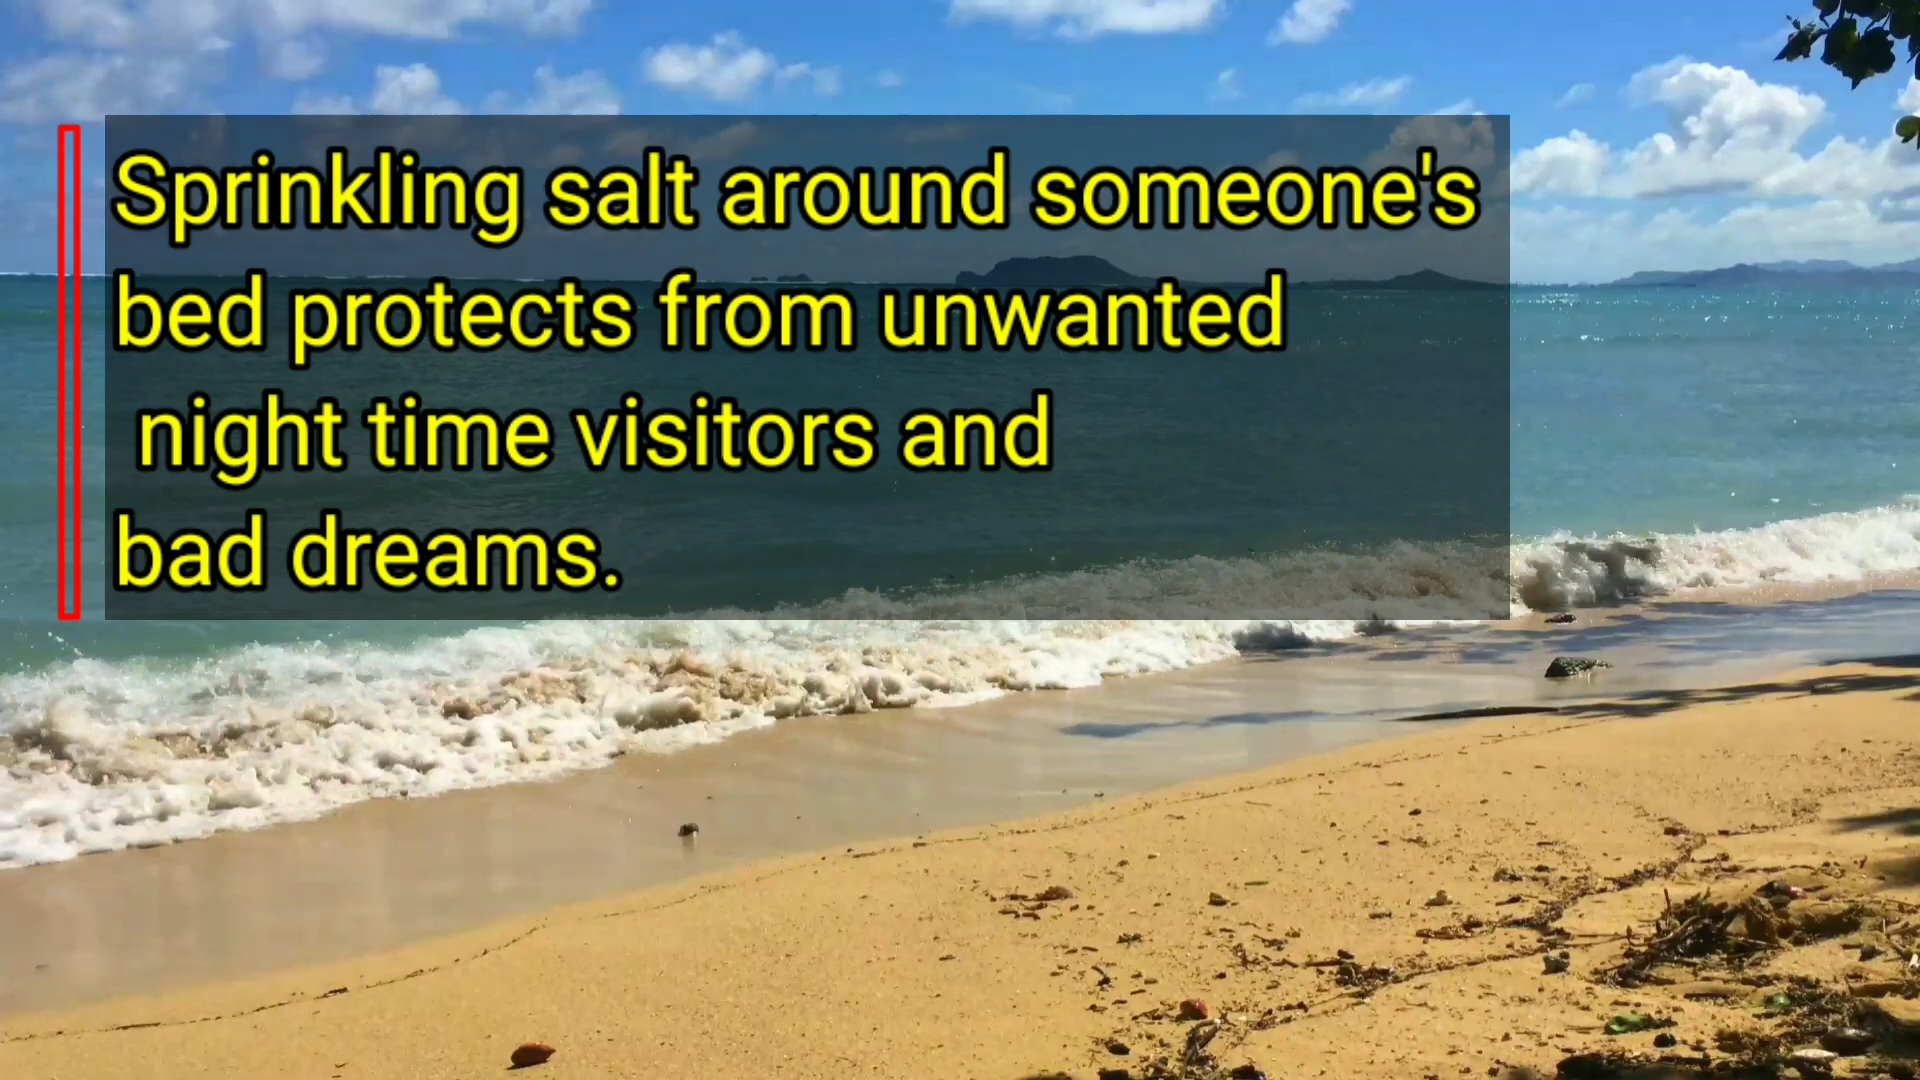 Sprinkling salt around someone's
bed protects from unwanted
night time visitors and
bad dreams.